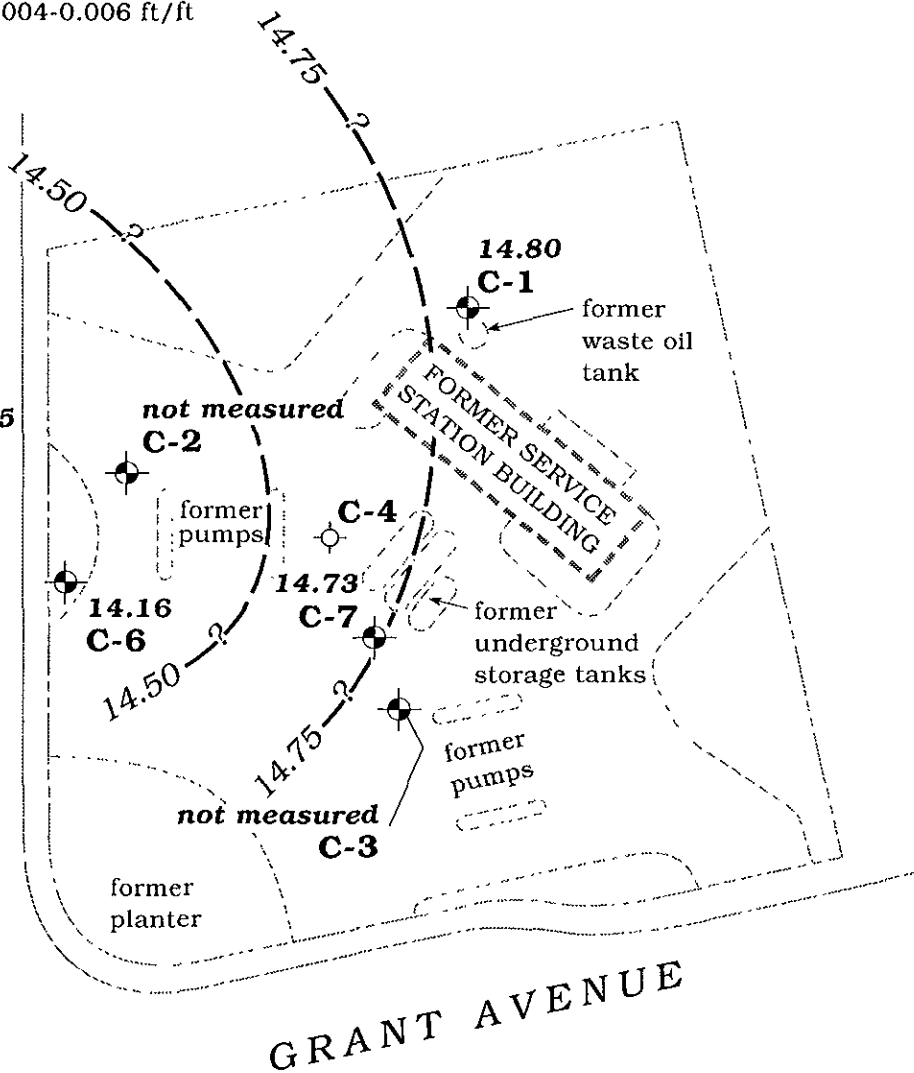 004-0.006 ft/ft
14.75
?
14.50
?
14.80
C-1
former
waste oil
tank
FORMER SERVICE
STATION BUILDING
5
not measured
C-2
former
pumps
C-4
14.73
C-7
14.16
C-6
?
14.50
former
underground
storage tanks
?
14.75
former
pumps
not measured
C-3
former
planter
GRANT AVENUE